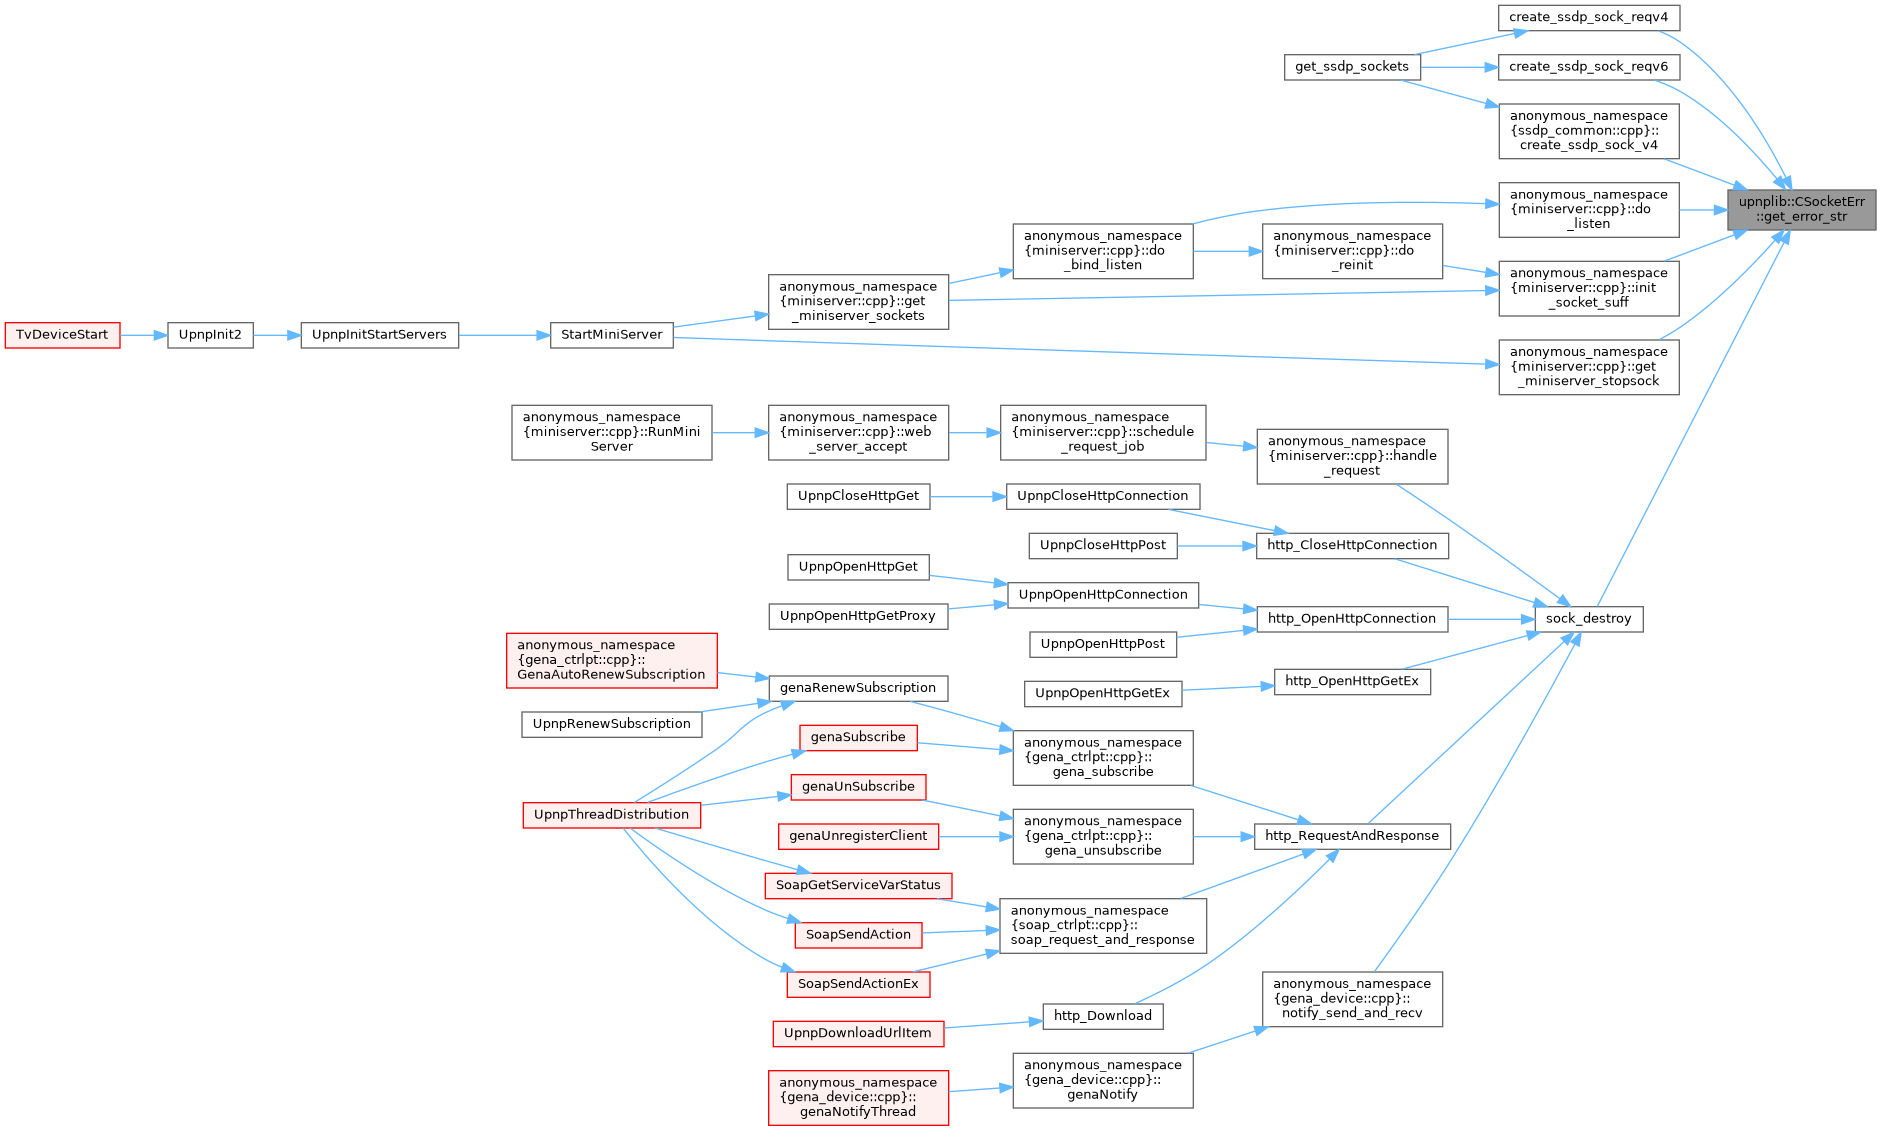 create_ssdp_sock_reqv4
get_ssdp_sockets
create_ssdp_sock_reqv6
anonymous_namespace
{ssdp_common::cpp}::
create_ssdp_sock_v4
upnplib::CSocketErr
::get_error_str
anonymous_namespace
{miniserver::cpp}::do
_listen
anonymous_namespace
{miniserver::cpp}::do
_bind_listen
anonymous_namespace
{miniserver::cpp}::do
_reinit
anonymous_namespace
{miniserver::cpp}::init
_socket_suff
anonymous_namespace
{miniserver::cpp}::get
_miniserver_sockets
TvDeviceStart
UpnpInit2
UpnpInitStartServers
StartMiniServer
anonymous_namespace
{miniserver::cpp}::get
_miniserver_stopsock
anonymous_namespace
{miniserver::cpp}::RunMini
Server
anonymous_namespace
{miniserver::cpp}::web
_server_accept
anonymous_namespace
{miniserver::cpp}::schedule
_request_job
anonymous_namespace
{miniserver::cpp}::handle
_request
UpnpCloseHttpGet
UpnpCloseHttpConnection
UpnpCloseHttpPost
http_CloseHttpConnection
UpnpOpenHttpGet
UpnpOpenHttpConnection
UpnpOpenHttpGetProxy
http_OpenHttpConnection
sock_destroy
UpnpOpenHttpPost
anonymous_namespace
{gena_ctrlpt::cpp}::
GenaAutoRenewSubscription
genaRenewSubscription
UpnpOpenHttpGetEx
http_OpenHttpGetEx
UpnpRenewSubscription
genaSubscribe
anonymous_namespace
{gena_ctrlpt::cpp}::
gena_subscribe
genaUnSubscribe
UpnpThreadDistribution
genaUnregisterClient
anonymous_namespace
{gena_ctrlpt::cpp}::
gena_unsubscribe
http_RequestAndResponse
SoapGetServiceVarStatus
SoapSendAction
anonymous_namespace
{soap_ctrlpt::cpp}::
soap_request_and_response
SoapSendActionEx
anonymous_namespace
{gena_device::cpp}::
notify_send_and_recv
http_Download
UpnpDownloadUrlItem
anonymous_namespace
{gena_device::cpp}::
genaNotify
anonymous_namespace
{gena_device::cpp}::
genaNotifyThread